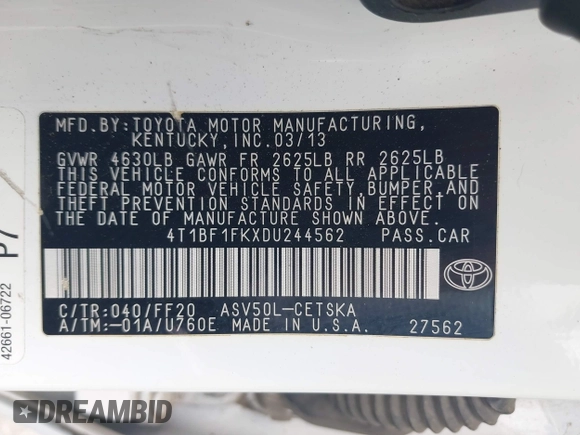 MFD.BY:TOYOTA MOTOR MANUFACTURING,
KENTUCKY, INC.03/13
GVWR 4630LB GAWR FR 2625LB RR 2625LB
THIS VEHICLE CONFORMS TO ALL APPLICABLE
FEDERAL MOTOR VEHICLE SAFETY,BUMPER,AND
THEFT PREVENTION STANDARDS IN EFFECT ON
THE DATE OF MANUFACTURE SHOWN ABOVE.
4T1BF1FKXDU244562 PASS.CAR
C/TR:040/FF20 ASV50L-CETSKA
A/TM:-01A/U760E MADE IN U.S.A. 27562
TOYOTA
P7
42661-06722
DREAMBID